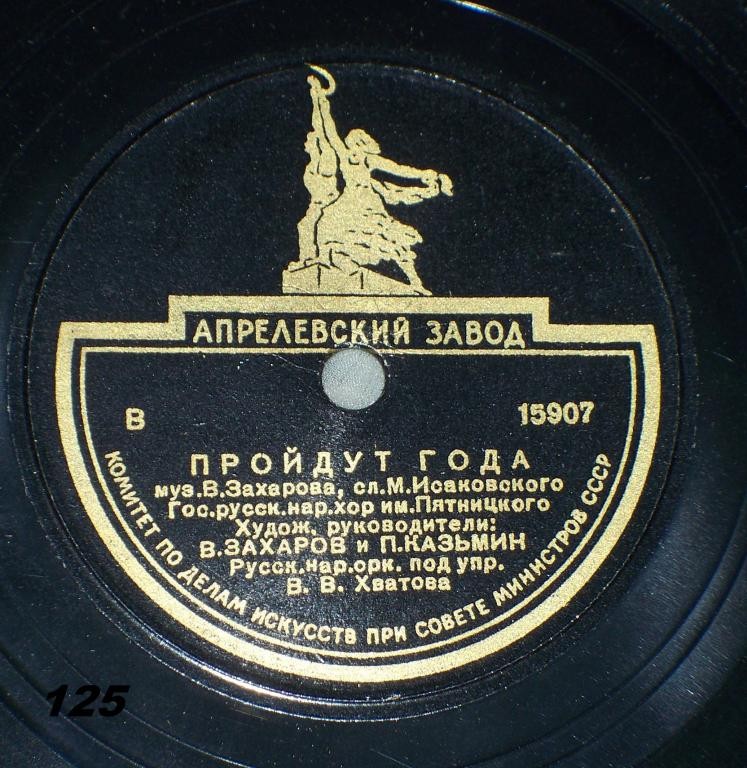 АПРЕЛЕВСКИЙ ЗАВОД
В 15907
ПРОЙДУТ ГОДА
муз.В.Захарова, сл.М.Исаковского
Гос.русск.нар.хор им.Пятницкого
Худож. руководители:
В.ЗАХАРОВ и П.КАЗЬМИН
Русск.нар.орк. под упр.
В. В. Хватова
КОМИТЕТ ПО ДЕЛАМ ИСКУССТВ ПРИ СОВЕТЕ МИНИСТРОВ СССР
125